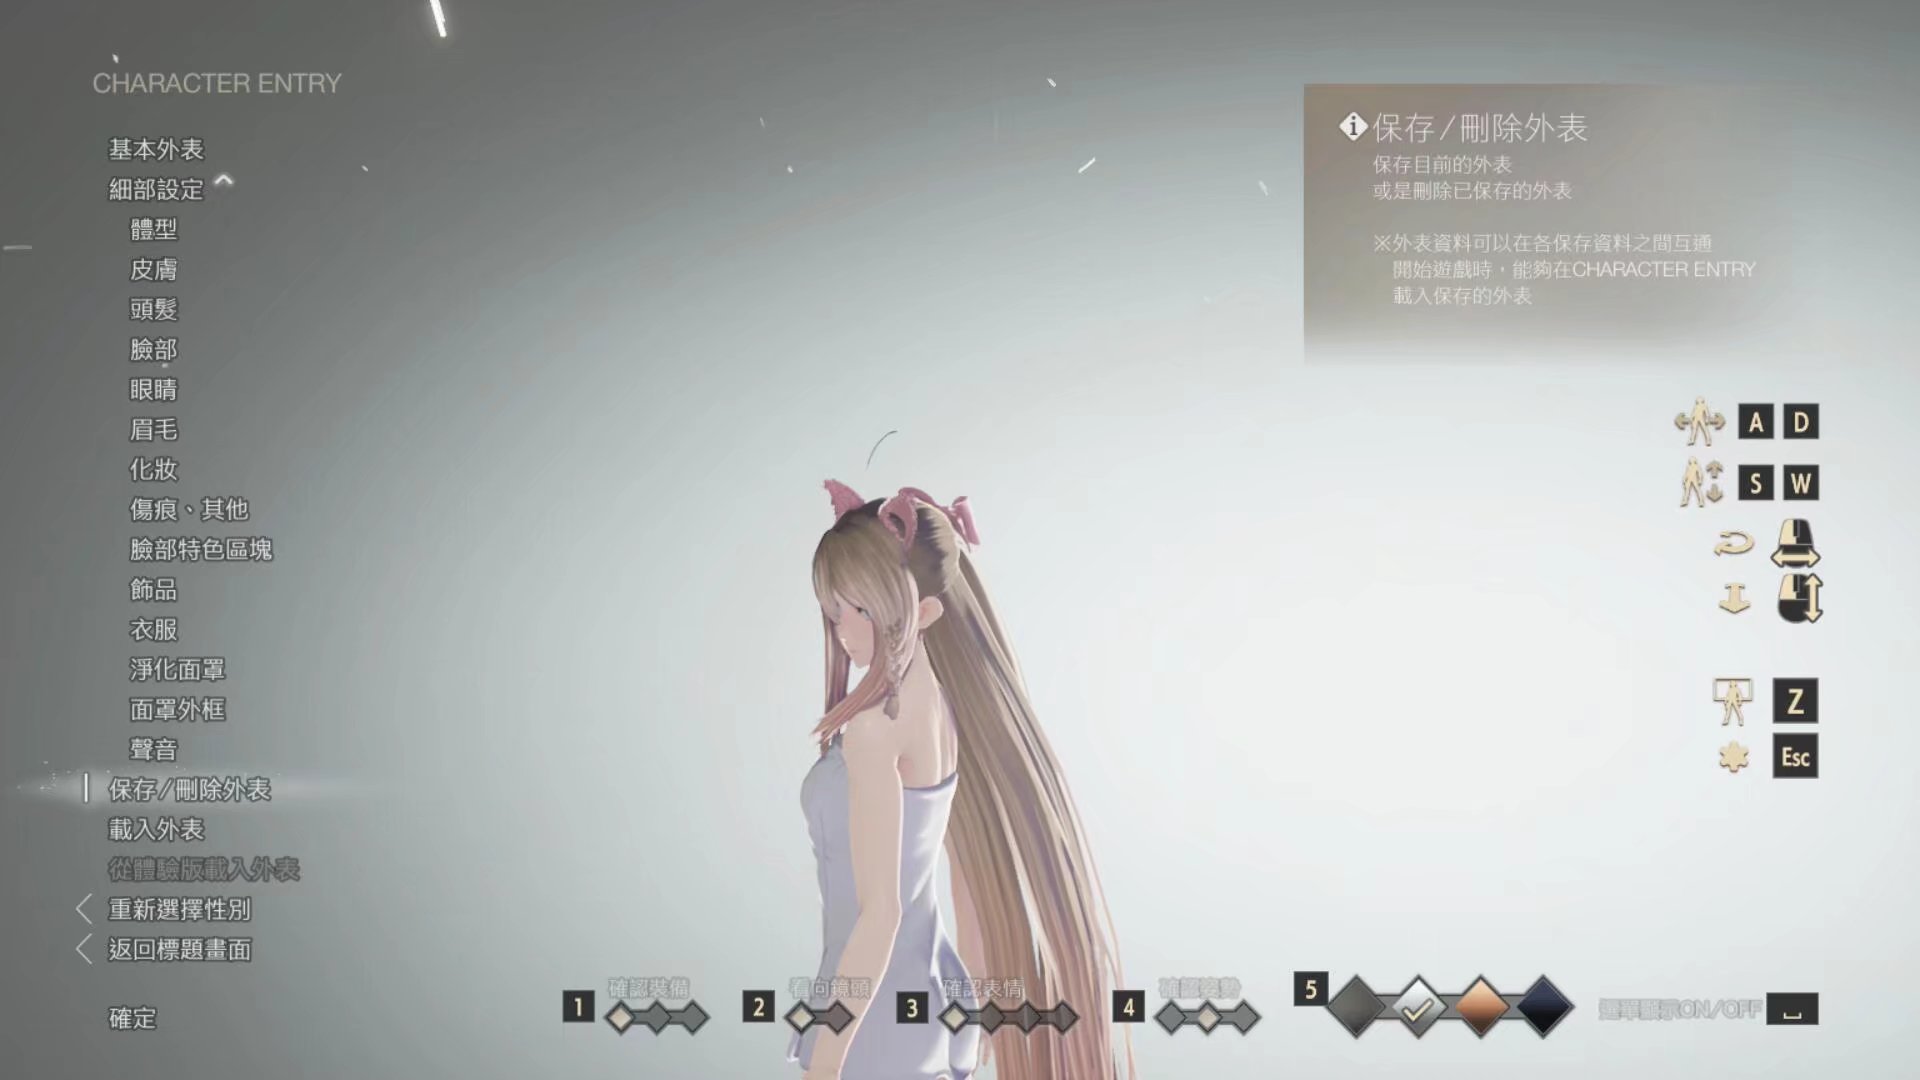 CHARACTER ENTRY
基本外表
細部設定
體型
皮膚
頭髮
臉部
眼睛
眉毛
化妝
傷痕、其他
臉部特色區塊
飾品
衣服
淨化面罩
面罩外框
聲音
保存/刪除外表
載入外表
從體驗版載入外表
重新選擇性別
返回標題畫面
確定
保存/刪除外表
保存目前的外表
或是刪除已保存的外表
※外表資料可以在各保存資料之間互通
開始遊戲時，能夠在CHARACTER ENTRY
載入保存的外表
A D
S W
Z
Esc
1 確認裝備
2 看向鏡頭
3 確認表情
4 確認姿勢
5
選單顯示ON/OFF